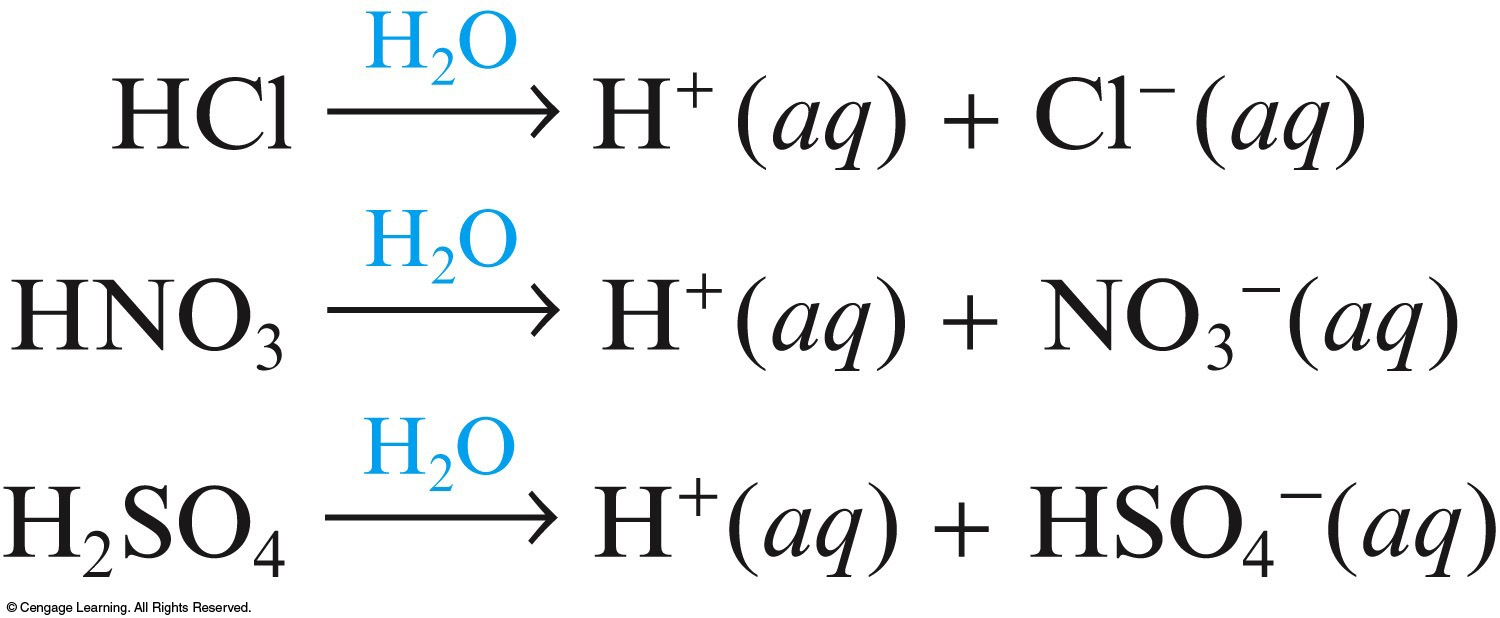 HCl H₂O⟶ H⁺ (aq) + Cl⁻ (aq)
HNO₃ H₂O⟶ H⁺(aq) + NO₃⁻(aq)
H₂SO₄ H₂O⟶ H⁺(aq) + HSO₄⁻(aq)
© Cengage Learning. All Rights Reserved.